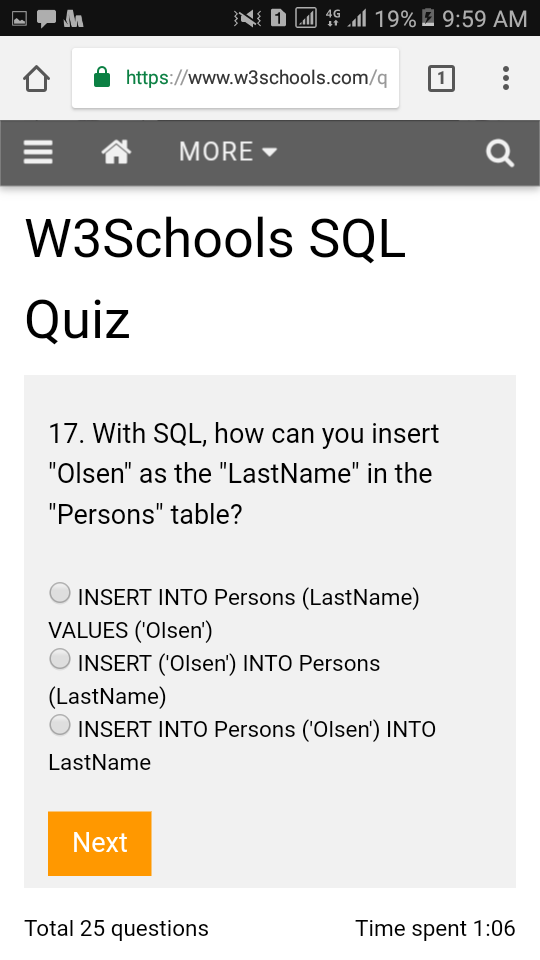 1 4G 19% 9:59 AM
https://www.w3schools.com/q 1
MORE
W3Schools SQL
Quiz
17. With SQL, how can you insert
"Olsen" as the "LastName" in the
"Persons" table?
INSERT INTO Persons (LastName)
VALUES ('Olsen')
INSERT ('Olsen') INTO Persons
(LastName)
INSERT INTO Persons ('Olsen') INTO
LastName
Next
Total 25 questions Time spent 1:06